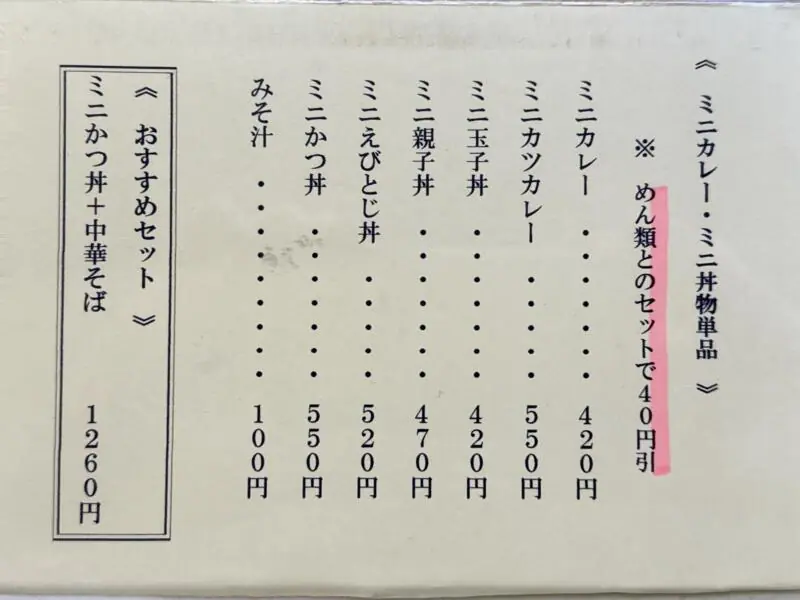 《 ミニカレー・ミニ丼物単品 》
※ めん類とのセットで40円引
ミニカレー ・・・・・・・ 420円
ミニカツカレー ・・・・・ 550円
ミニ玉子丼 ・・・・・・・ 420円
ミニ親子丼 ・・・・・・・ 470円
ミニえびとじ丼 ・・・・・ 520円
ミニかつ丼 ・・・・・・・ 550円
みそ汁 ・・・・・・・・・ 100円
《 おすすめセット 》
ミニかつ丼＋中華そば 1260円